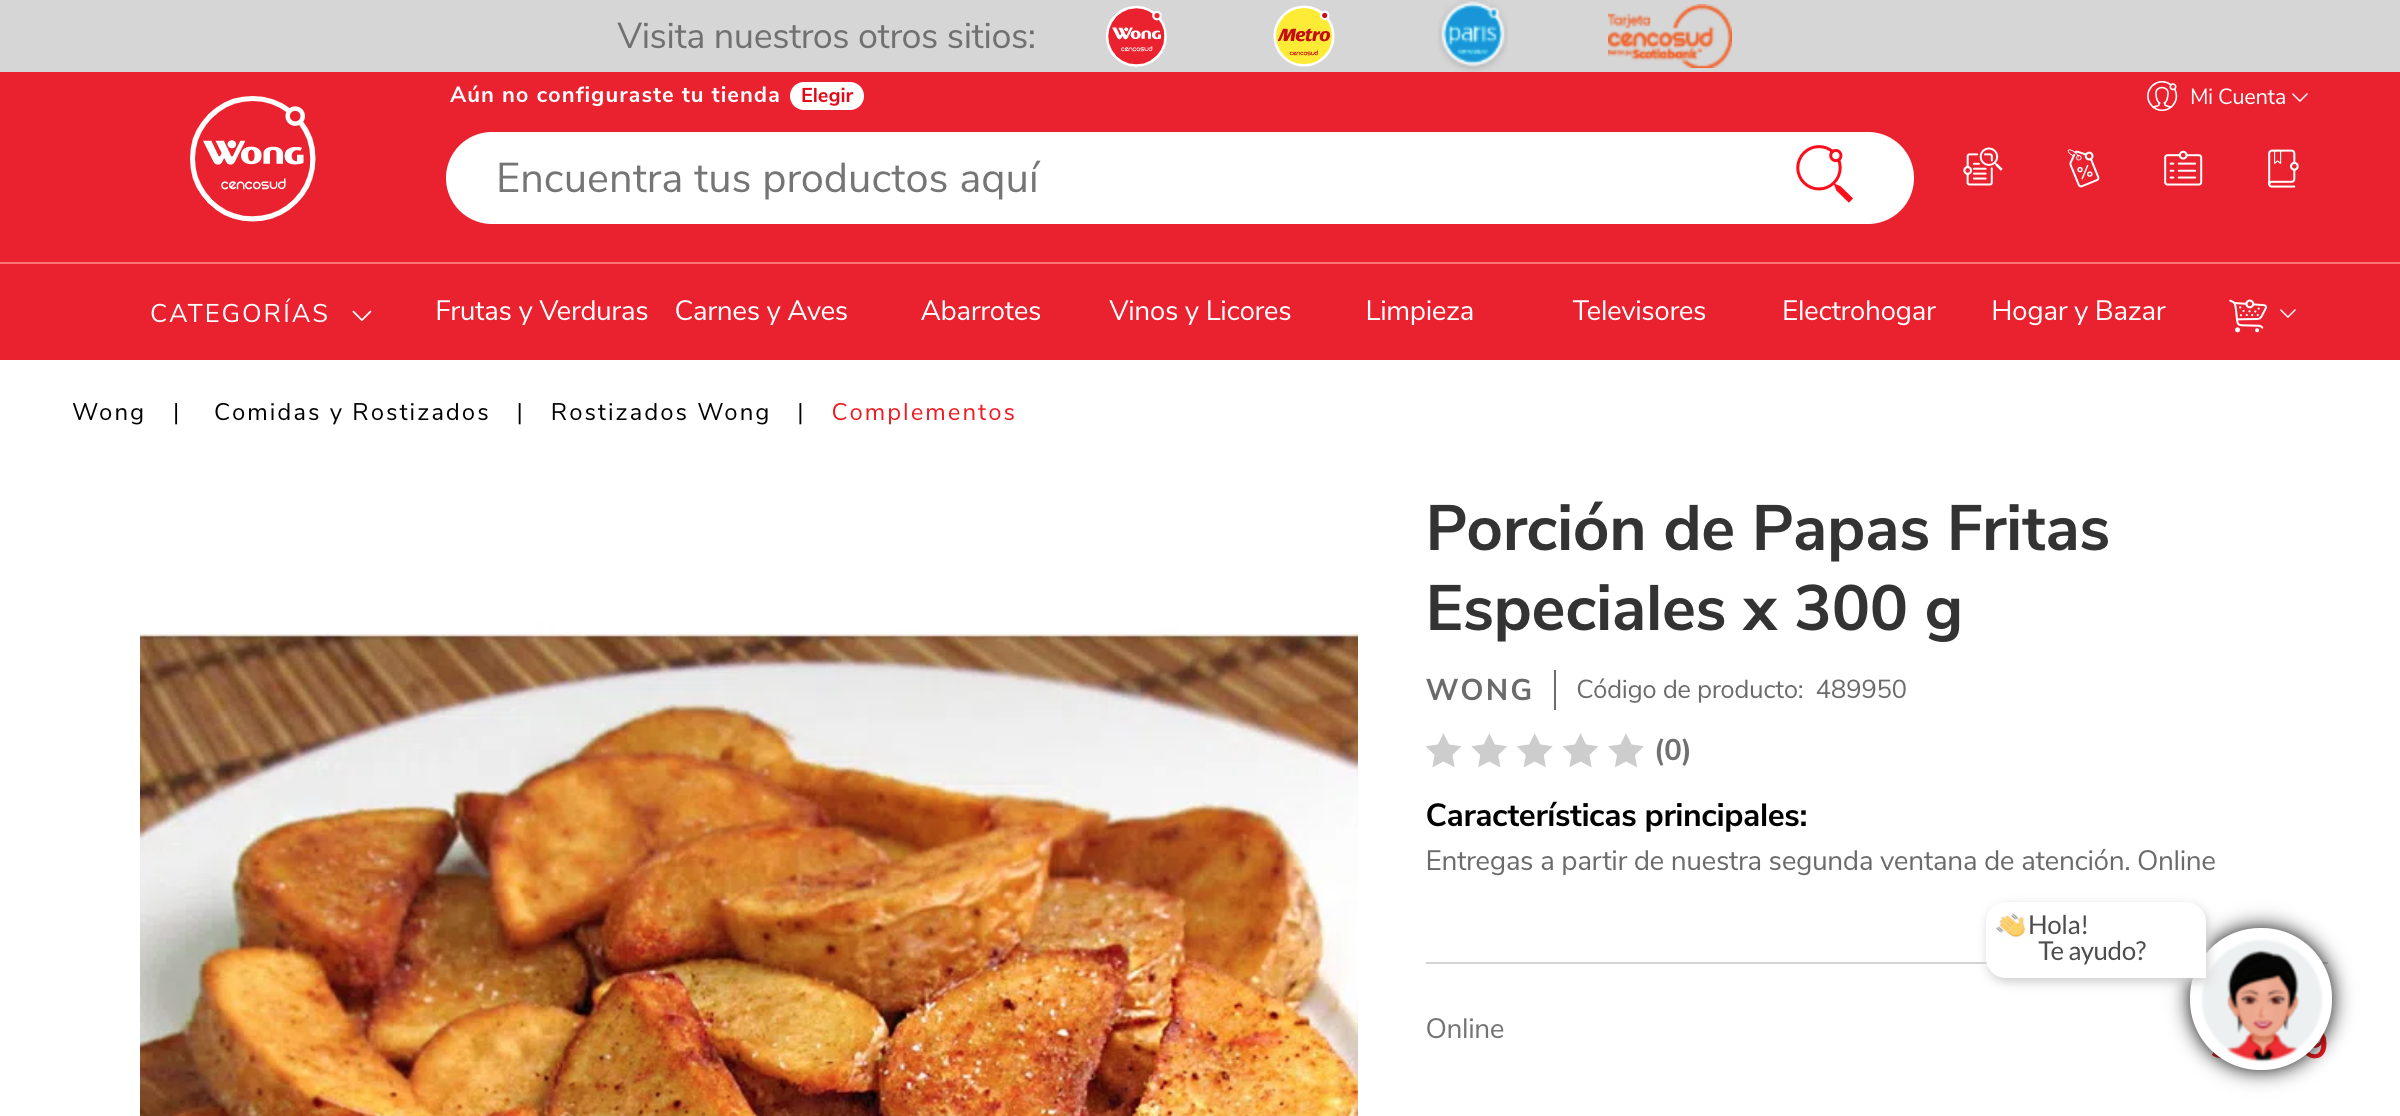 Visita nuestros otros sitios:
Wong
cencosud
Metro
cencosud
paris
Tarjeta
cencosud
Scotiabank
Aún no configuraste tu tienda Elegir
Mi Cuenta
Wong
cencosud
Encuentra tus productos aquí
CATEGORÍAS
Frutas y Verduras
Carnes y Aves
Abarrotes
Vinos y Licores
Limpieza
Televisores
Electrohogar
Hogar y Bazar
Wong | Comidas y Rostizados | Rostizados Wong | Complementos
Porción de Papas Fritas
Especiales x 300 g
WONG | Código de producto: 489950
(0)
Características principales:
Entregas a partir de nuestra segunda ventana de atención. Online
👋Hola!
Te ayudo?
Online